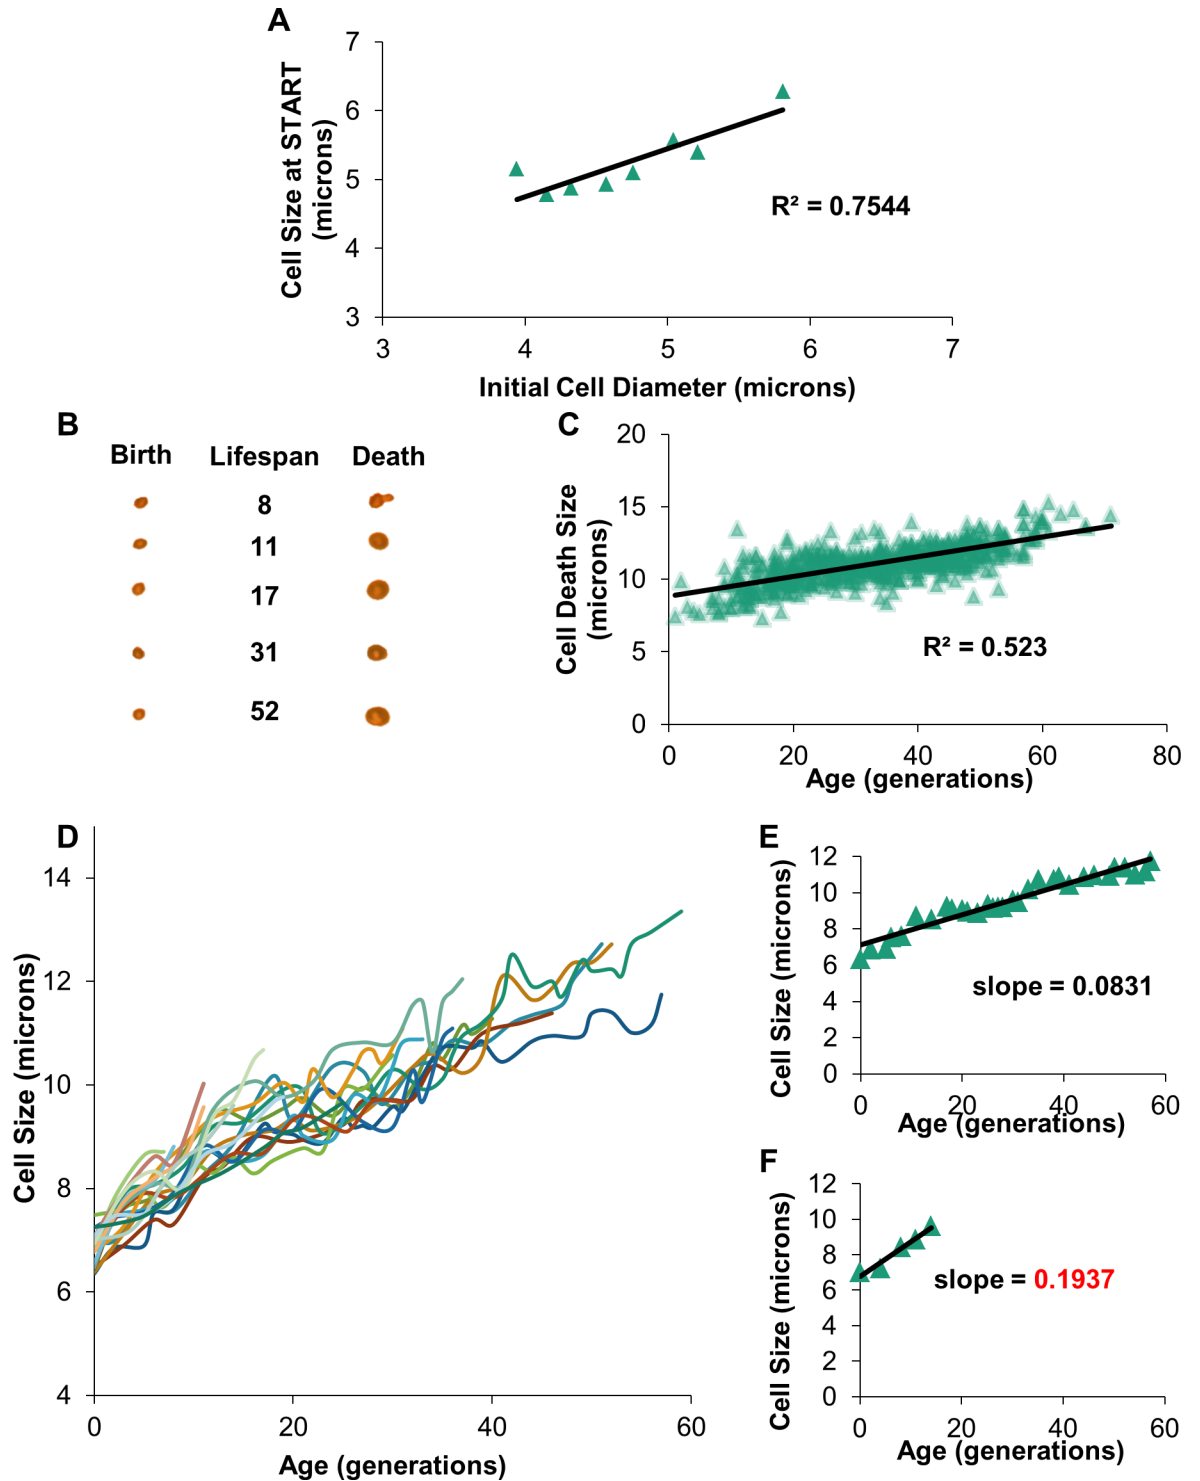 A
7
6
5
4
3
3 4 5 6 7
Cell Size at START
(microns)
R² = 0.7544
Initial Cell Diameter (microns)
B
Birth Lifespan Death
8
11
17
31
52
C
20
15
10
5
0
0 20 40 60 80
Cell Death Size
(microns)
R² = 0.523
Age (generations)
D
14
12
10
8
6
4
0 20 40 60
Cell Size (microns)
Age (generations)
E
12
10
8
6
4
2
0
0 20 40 60
Cell Size (microns)
slope = 0.0831
Age (generations)
F
12
10
8
6
4
2
0
0 20 40 60
Cell Size (microns)
slope = 0.1937
Age (generations)